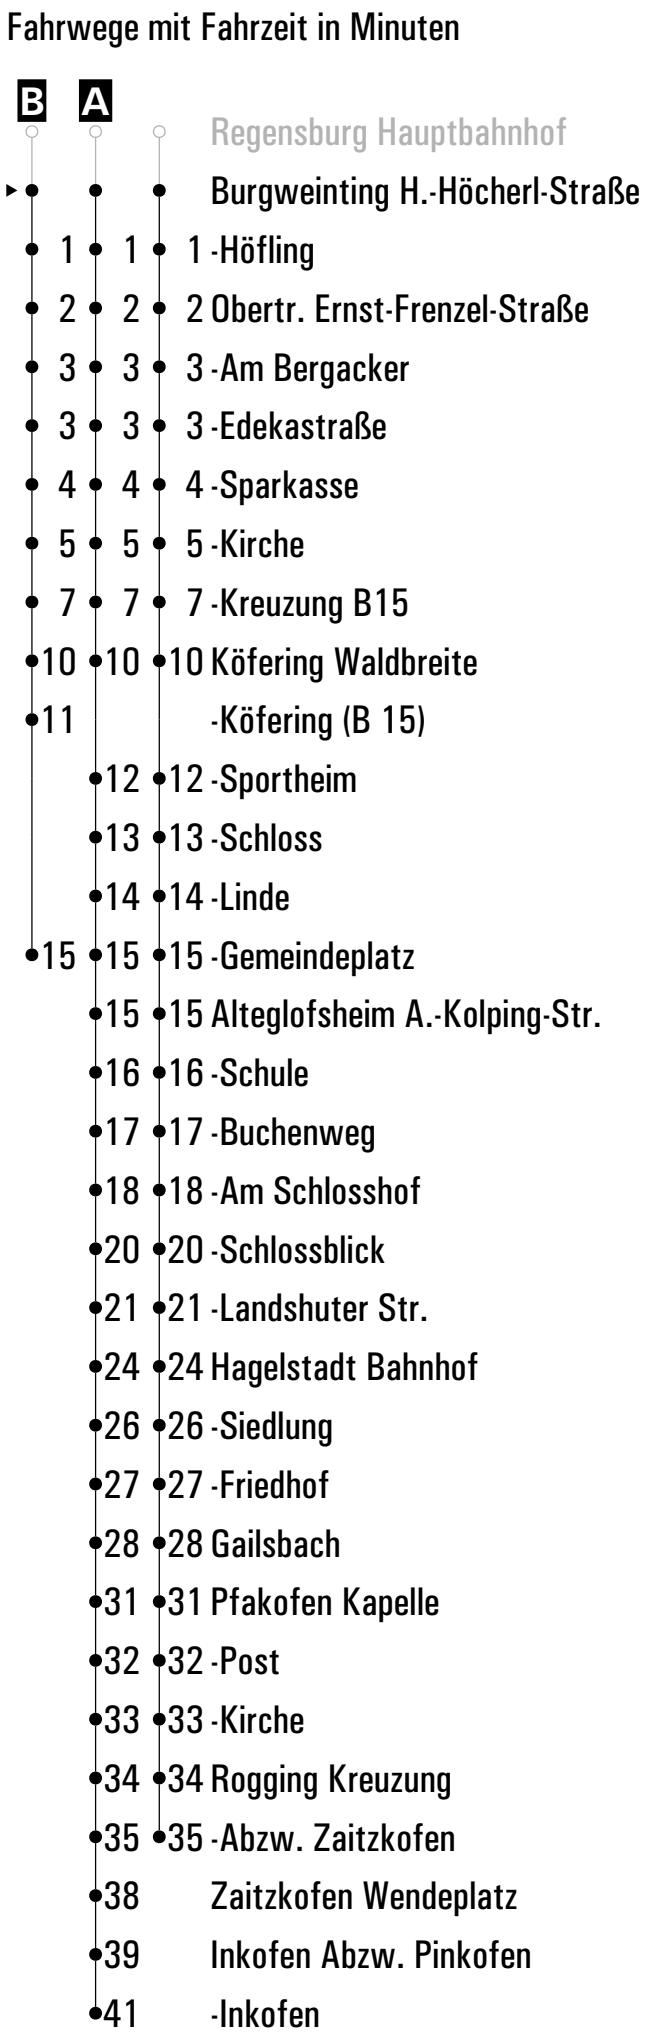 Fahrwege mit Fahrzeit in Minuten
B A
Regensburg Hauptbahnhof
Burgweinting H.-Höcherl-Straße
1 1 1 -Höfling
2 2 2 Obertr. Ernst-Frenzel-Straße
3 3 3 -Am Bergacker
3 3 3 -Edekastraße
4 4 4 -Sparkasse
5 5 5 -Kirche
7 7 7 -Kreuzung B15
10 10 10 Köfering Waldbreite
11 -Köfering (B 15)
12 12 -Sportheim
13 13 -Schloss
14 14 -Linde
15 15 15 -Gemeindeplatz
15 15 Alteglofsheim A.-Kolping-Str.
16 16 -Schule
17 17 -Buchenweg
18 18 -Am Schlosshof
20 20 -Schlossblick
21 21 -Landshuter Str.
24 24 Hagelstadt Bahnhof
26 26 -Siedlung
27 27 -Friedhof
28 28 Gailsbach
31 31 Pfakofen Kapelle
32 32 -Post
33 33 -Kirche
34 34 Rogging Kreuzung
35 35 -Abzw. Zaitzkofen
38 Zaitzkofen Wendeplatz
39 Inkofen Abzw. Pinkofen
41 -Inkofen